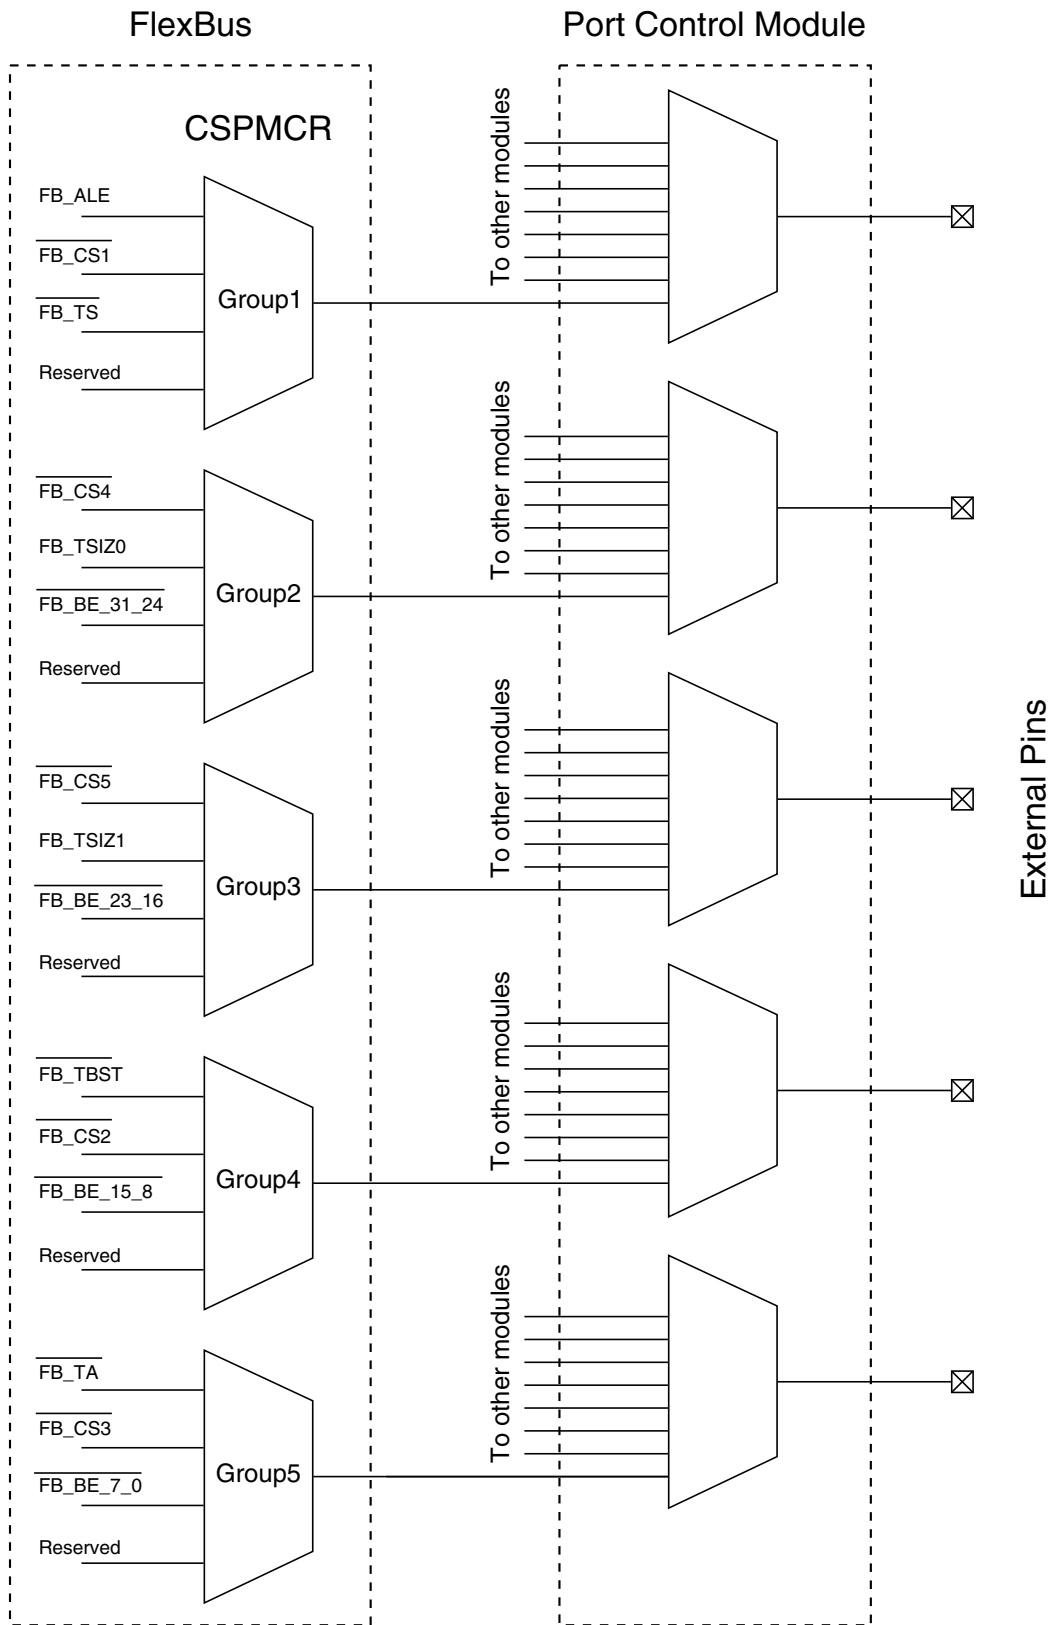 FlexBus
Port Control Module
CSPMCR
FB_ALE
FB_CS1
FB_TS
Reserved
Group1
To other modules
FB_CS4
FB_TSIZ0
FB_BE_31_24
Reserved
Group2
To other modules
FB_CS5
FB_TSIZ1
FB_BE_23_16
Reserved
Group3
To other modules
FB_TBST
FB_CS2
FB_BE_15_8
Reserved
Group4
To other modules
FB_TA
FB_CS3
FB_BE_7_0
Reserved
Group5
To other modules
External Pins